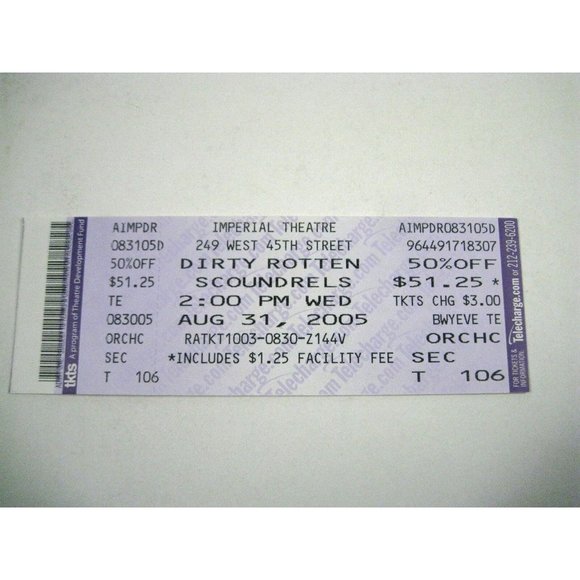 AIMPDR
083105D
50%OFF
$51.25
TE
083005
ORCHC
SEC
T 106
IMPERIAL THEATRE
249 WEST 45TH STREET
DIRTY ROTTEN
SCOUNDRELS
2:00 PM WED
AUG 31, 2005
RATKT1003-0830-Z144V
*INCLUDES $1.25 FACILITY FEE
AIMPDR083105D
964491718307
50%OFF
$51.25 *
TKTS CHG $3.00
BWYEVE TE
ORCHC
SEC
T 106
tkts A program of Theatre Development Fund
FOR TICKETS & INFORMATION:
Telecharge.com or 212-239-6200
Telecharge.com